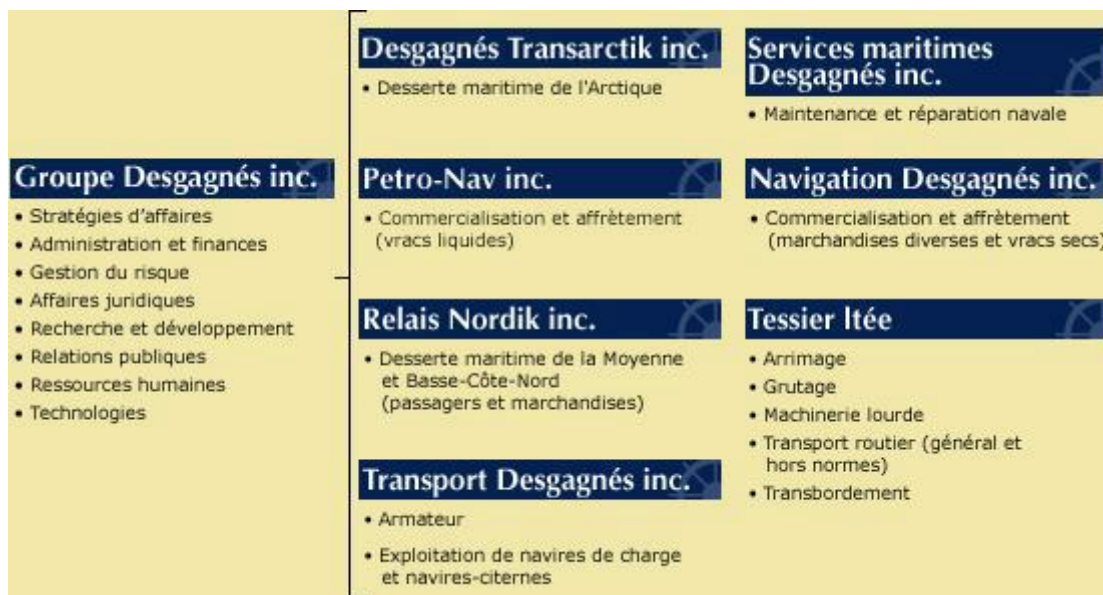 Groupe Desgagnés inc.
• Stratégies d'affaires
• Administration et finances
• Gestion du risque
• Affaires juridiques
• Recherche et développement
• Relations publiques
• Ressources humaines
• Technologies
Desgagnés Transarctik inc.
• Desserte maritime de l'Arctique
Petro-Nav inc.
• Commercialisation et affrètement
(vracs liquides)
Relais Nordik inc.
• Desserte maritime de la Moyenne
et Basse-Côte-Nord
(passagers et marchandises)
Transport Desgagnés inc.
• Armateur
• Exploitation de navires de charge
et navires-citernes
Services maritimes
Desgagnés inc.
• Maintenance et réparation navale
Navigation Desgagnés inc.
• Commercialisation et affrètement
(marchandises diverses et vracs secs)
Tessier ltée
• Arrimage
• Grutage
• Machinerie lourde
• Transport routier (général et
hors normes)
• Transbordement